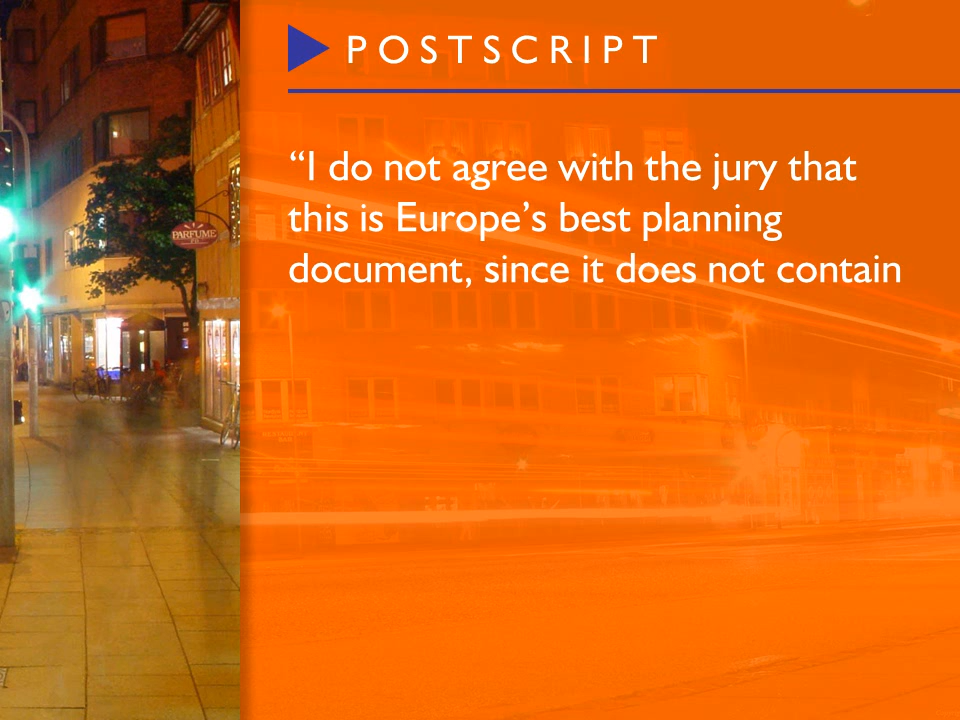 POSTSCRIPT
“I do not agree with the jury that
this is Europe’s best planning
document, since it does not contain
PARFUME